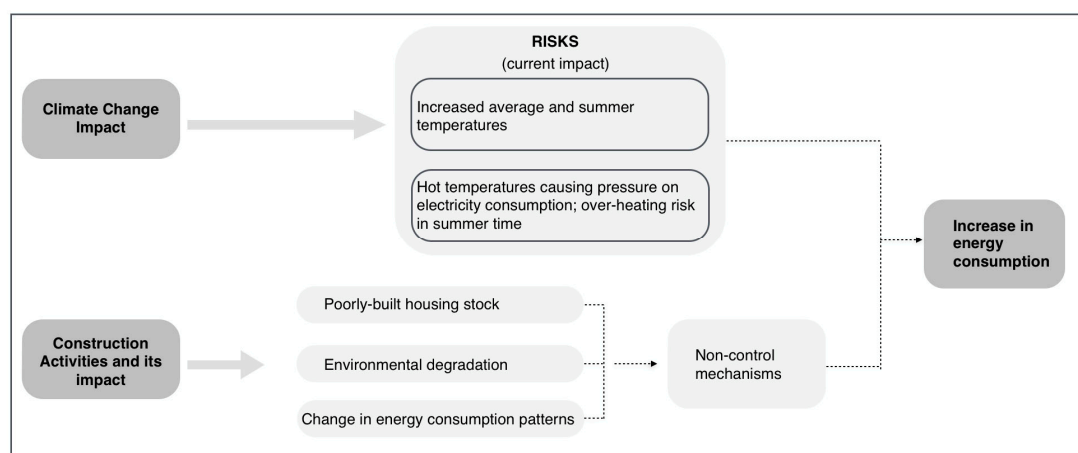 RISKS
(current impact)
Climate Change
Impact
Increased average and summer
temperatures
Hot temperatures causing pressure on
electricity consumption; over-heating risk
in summer time
Increase in
energy
consumption
Construction
Activities and its
impact
Poorly-built housing stock
Environmental degradation
Change in energy consumption patterns
Non-control
mechanisms